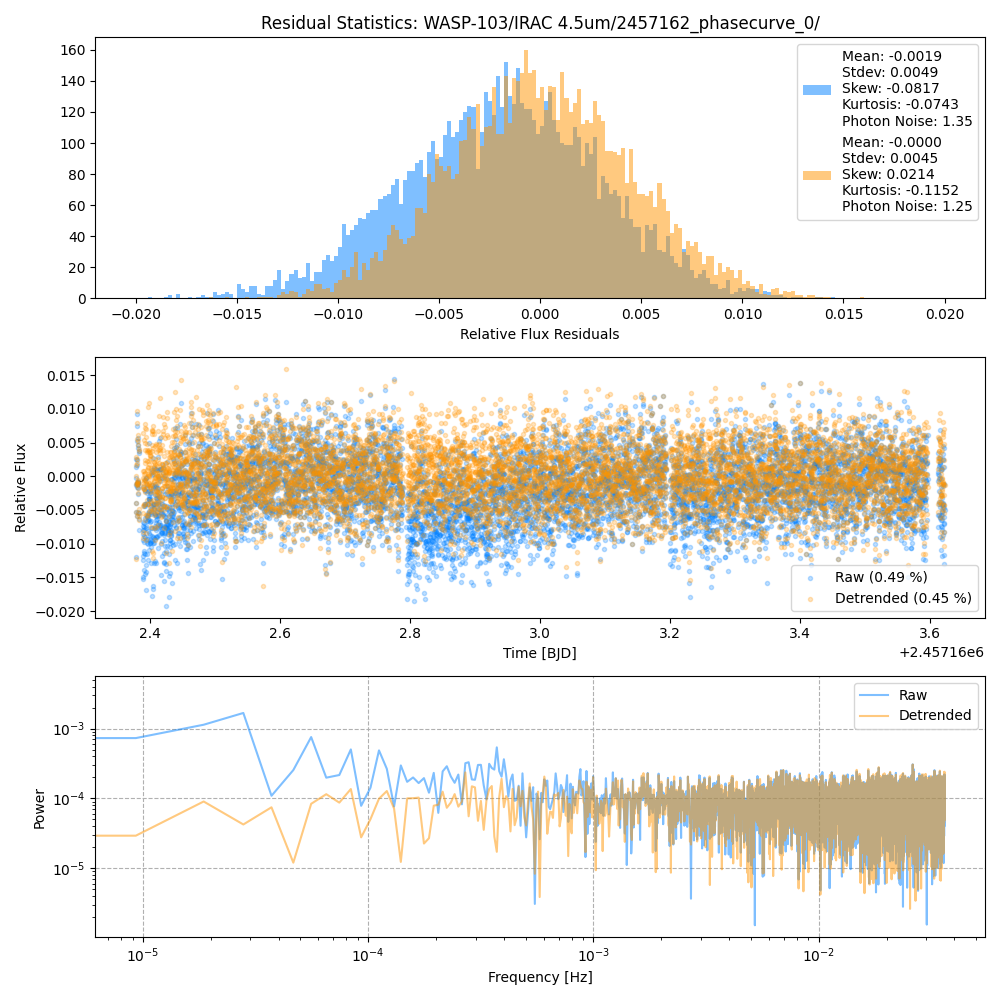 Residual Statistics: WASP-103/IRAC 4.5um/2457162_phasecurve_0/
160
140
120
100
80
60
40
20
0
Mean: -0.0019
Stdev: 0.0049
Skew: -0.0817
Kurtosis: -0.0743
Photon Noise: 1.35
Mean: -0.0000
Stdev: 0.0045
Skew: 0.0214
Kurtosis: -0.1152
Photon Noise: 1.25
−0.020 −0.015 −0.010 −0.005 0.000 0.005 0.010 0.015 0.020
Relative Flux Residuals
Relative Flux
0.015
0.010
0.005
0.000
−0.005
−0.010
−0.015
−0.020
Raw (0.49 %)
Detrended (0.45 %)
2.4 2.6 2.8 3.0 3.2 3.4 3.6
Time [BJD]
+2.45716e6
Power
10⁻³
10⁻⁴
10⁻⁵
Raw
Detrended
10⁻⁵ 10⁻⁴ 10⁻³ 10⁻²
Frequency [Hz]